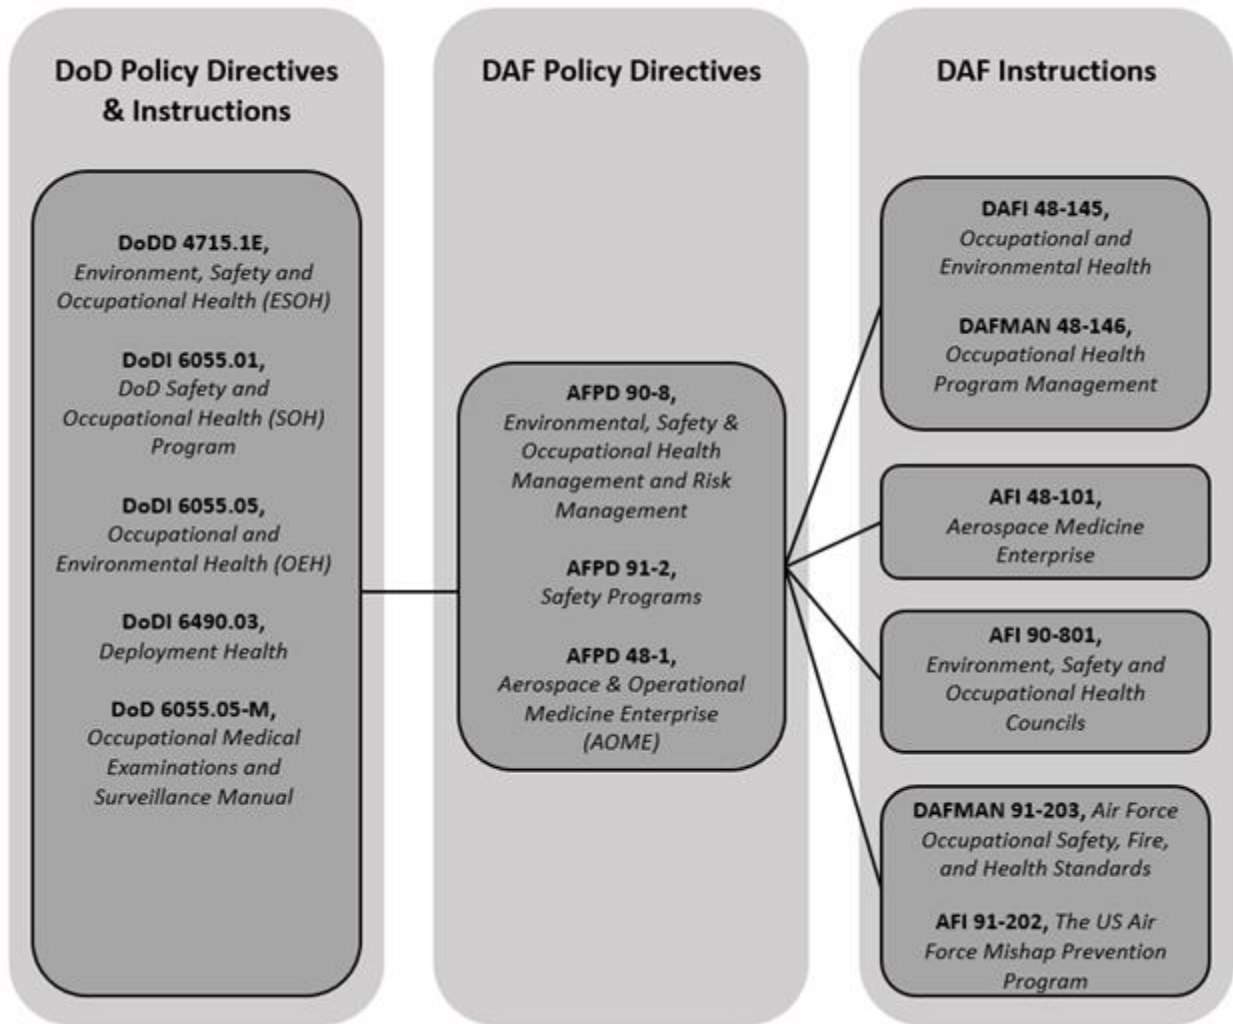 DoD Policy Directives
& Instructions
DoDD 4715.1E,
Environment, Safety and
Occupational Health (ESOH)
DoDI 6055.01,
DoD Safety and
Occupational Health (SOH)
Program
DoDI 6055.05,
Occupational and
Environmental Health (OEH)
DoDI 6490.03,
Deployment Health
DoD 6055.05-M,
Occupational Medical
Examinations and
Surveillance Manual
DAF Policy Directives
AFPD 90-8,
Environmental, Safety &
Occupational Health
Management and Risk
Management
AFPD 91-2,
Safety Programs
AFPD 48-1,
Aerospace & Operational
Medicine Enterprise
(AOME)
DAF Instructions
DAFI 48-145,
Occupational and
Environmental Health
DAFMAN 48-146,
Occupational Health
Program Management
AFI 48-101,
Aerospace Medicine
Enterprise
AFI 90-801,
Environment, Safety and
Occupational Health
Councils
DAFMAN 91-203, Air Force
Occupational Safety, Fire,
and Health Standards
AFI 91-202, The US Air
Force Mishap Prevention
Program